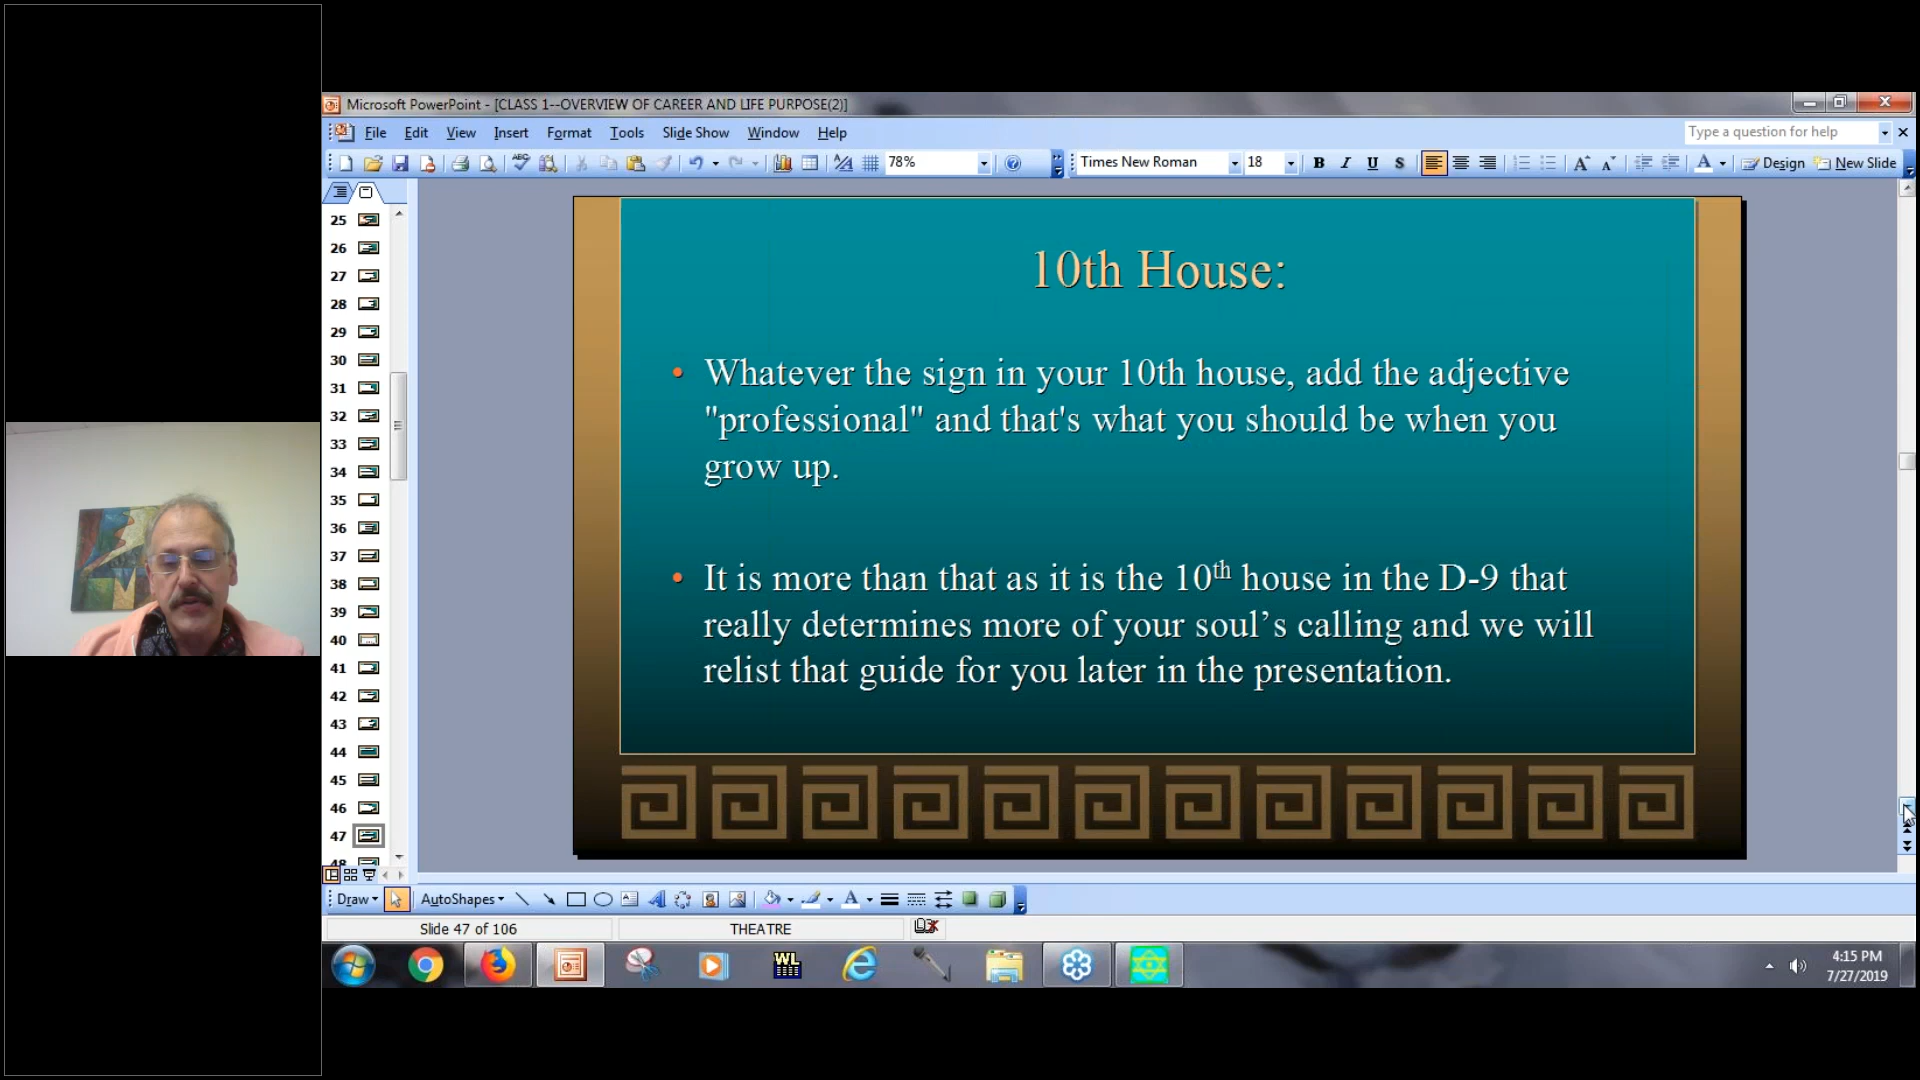 Microsoft PowerPoint - [CLASS 1--OVERVIEW OF CAREER AND LIFE PURPOSE(2)]
File Edit View Insert Format Tools Slide Show Window Help
Type a question for help
78%
Times New Roman
18
B I U S
A A A Design New Slide
25
26
27
28
29
30
31
32
33
34
35
36
37
38
39
40
41
42
43
44
45
46
47
48
10th House:
• Whatever the sign in your 10th house, add the adjective
"professional" and that's what you should be when you
grow up.
• It is more than that as it is the 10th house in the D-9 that
really determines more of your soul’s calling and we will
relist that guide for you later in the presentation.
Draw AutoShapes
Slide 47 of 106
THEATRE
WL
4:15 PM
7/27/2019